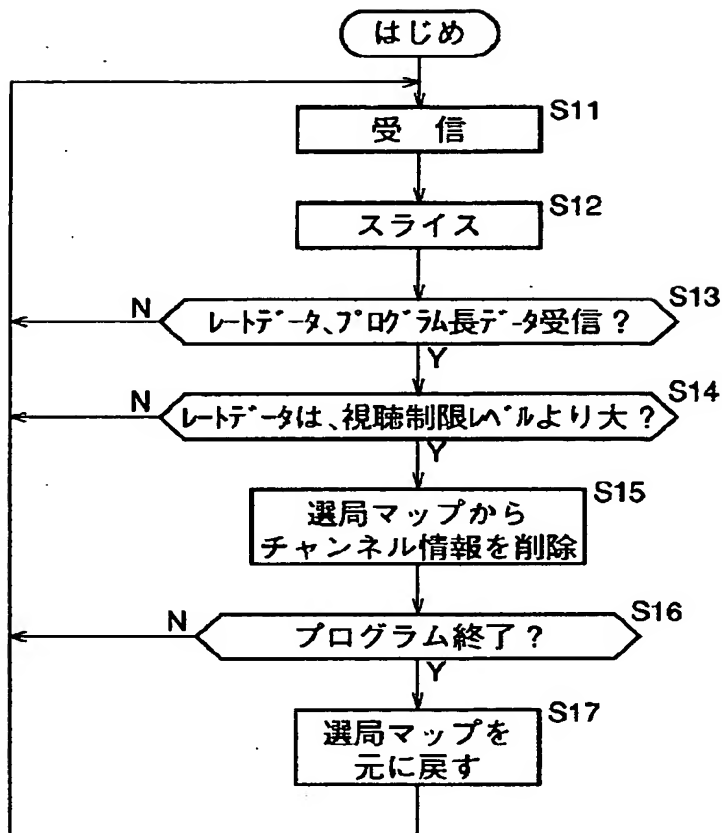 はじめ
受 信
S11
スライス
S12
レートデータ、プログラム長データ受信？
S13
N
Y
レートデータは、視聴制限レベルより大？
S14
N
Y
選局マップから
チャンネル情報を削除
S15
プログラム終了？
S16
N
Y
選局マップを
元に戻す
S17